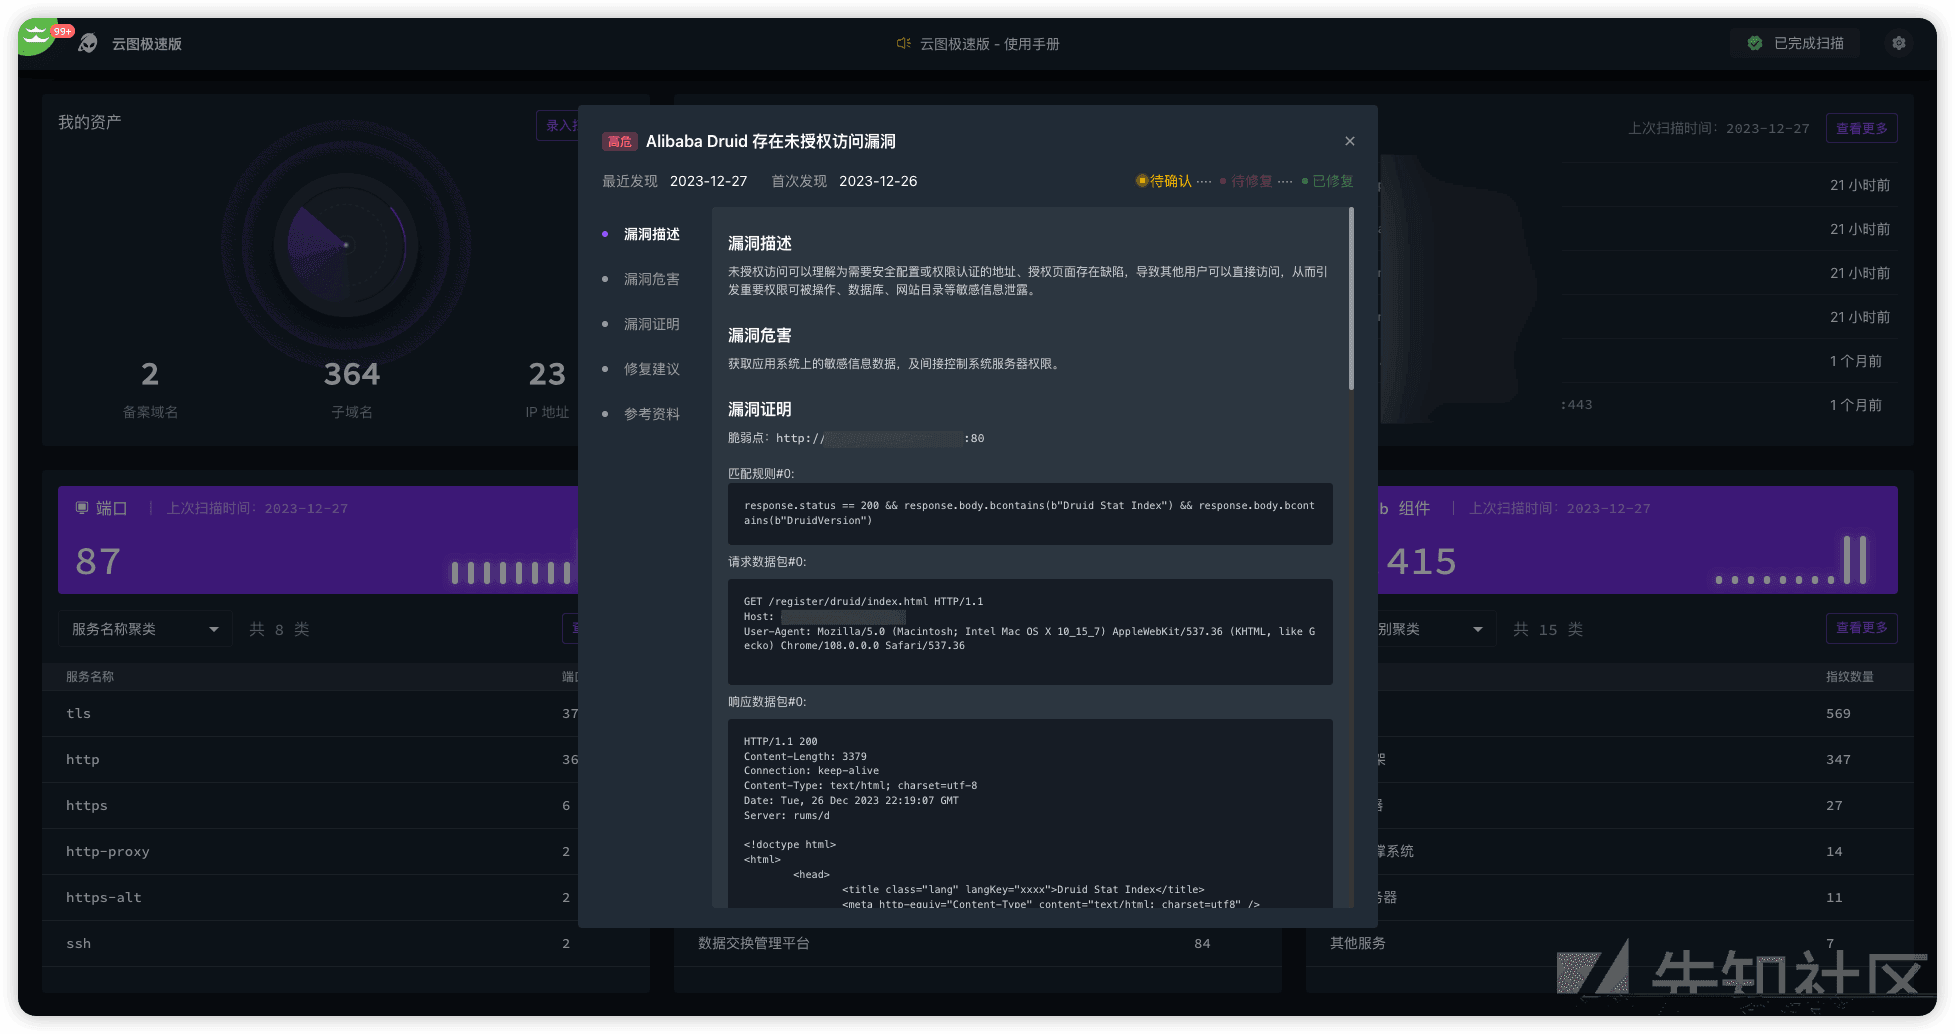 99+
云图极速版
云图极速版 - 使用手册
已完成扫描
我的资产
录入
2
备案域名
364
子域名
23
IP 地址
上次扫描时间: 2023-12-27
查看更多
21 小时前
21 小时前
21 小时前
21 小时前
1 个月前
:443
1 个月前
高危
Alibaba Druid 存在未授权访问漏洞
最近发现 2023-12-27 首次发现 2023-12-26
待确认 ···· 待修复 ···· 已修复
漏洞描述
漏洞危害
漏洞证明
修复建议
参考资料
漏洞描述
未授权访问可以理解为需要安全配置或权限认证的地址、授权页面存在缺陷，导致其他用户可以直接访问，从而引
发重要权限可被操作、数据库、网站目录等敏感信息泄露。
漏洞危害
获取应用系统上的敏感信息数据，及间接控制系统服务器权限。
漏洞证明
脆弱点: http:// :80
匹配规则#0:
response.status == 200 && response.body.bcontains(b"Druid Stat Index") && response.body.bcont
ains(b"DruidVersion")
请求数据包#0:
GET /register/druid/index.html HTTP/1.1
Host:
User-Agent: Mozilla/5.0 (Macintosh; Intel Mac OS X 10_15_7) AppleWebKit/537.36 (KHTML, like G
ecko) Chrome/108.0.0.0 Safari/537.36
响应数据包#0:
HTTP/1.1 200
Content-Length: 3379
Connection: keep-alive
Content-Type: text/html; charset=utf-8
Date: Tue, 26 Dec 2023 22:19:07 GMT
Server: rums/d
<!doctype html>
<html>
<head>
<title class="lang" langKey="xxxx">Druid Stat Index</title>
<meta http-equiv="Content-Type" content="text/html; charset=utf8" />
端口 | 上次扫描时间: 2023-12-27
87
服务名称聚类
共 8 类
服务名称 端
tls 37
http 36
https 6
http-proxy 2
https-alt 2
ssh 2
数据交换管理平台 84
b 组件 | 上次扫描时间: 2023-12-27
415
别聚类
共 15 类
查看更多
指纹数量
569
架 347
器 27
撑系统 14
务器 11
其他服务 7
先知社区